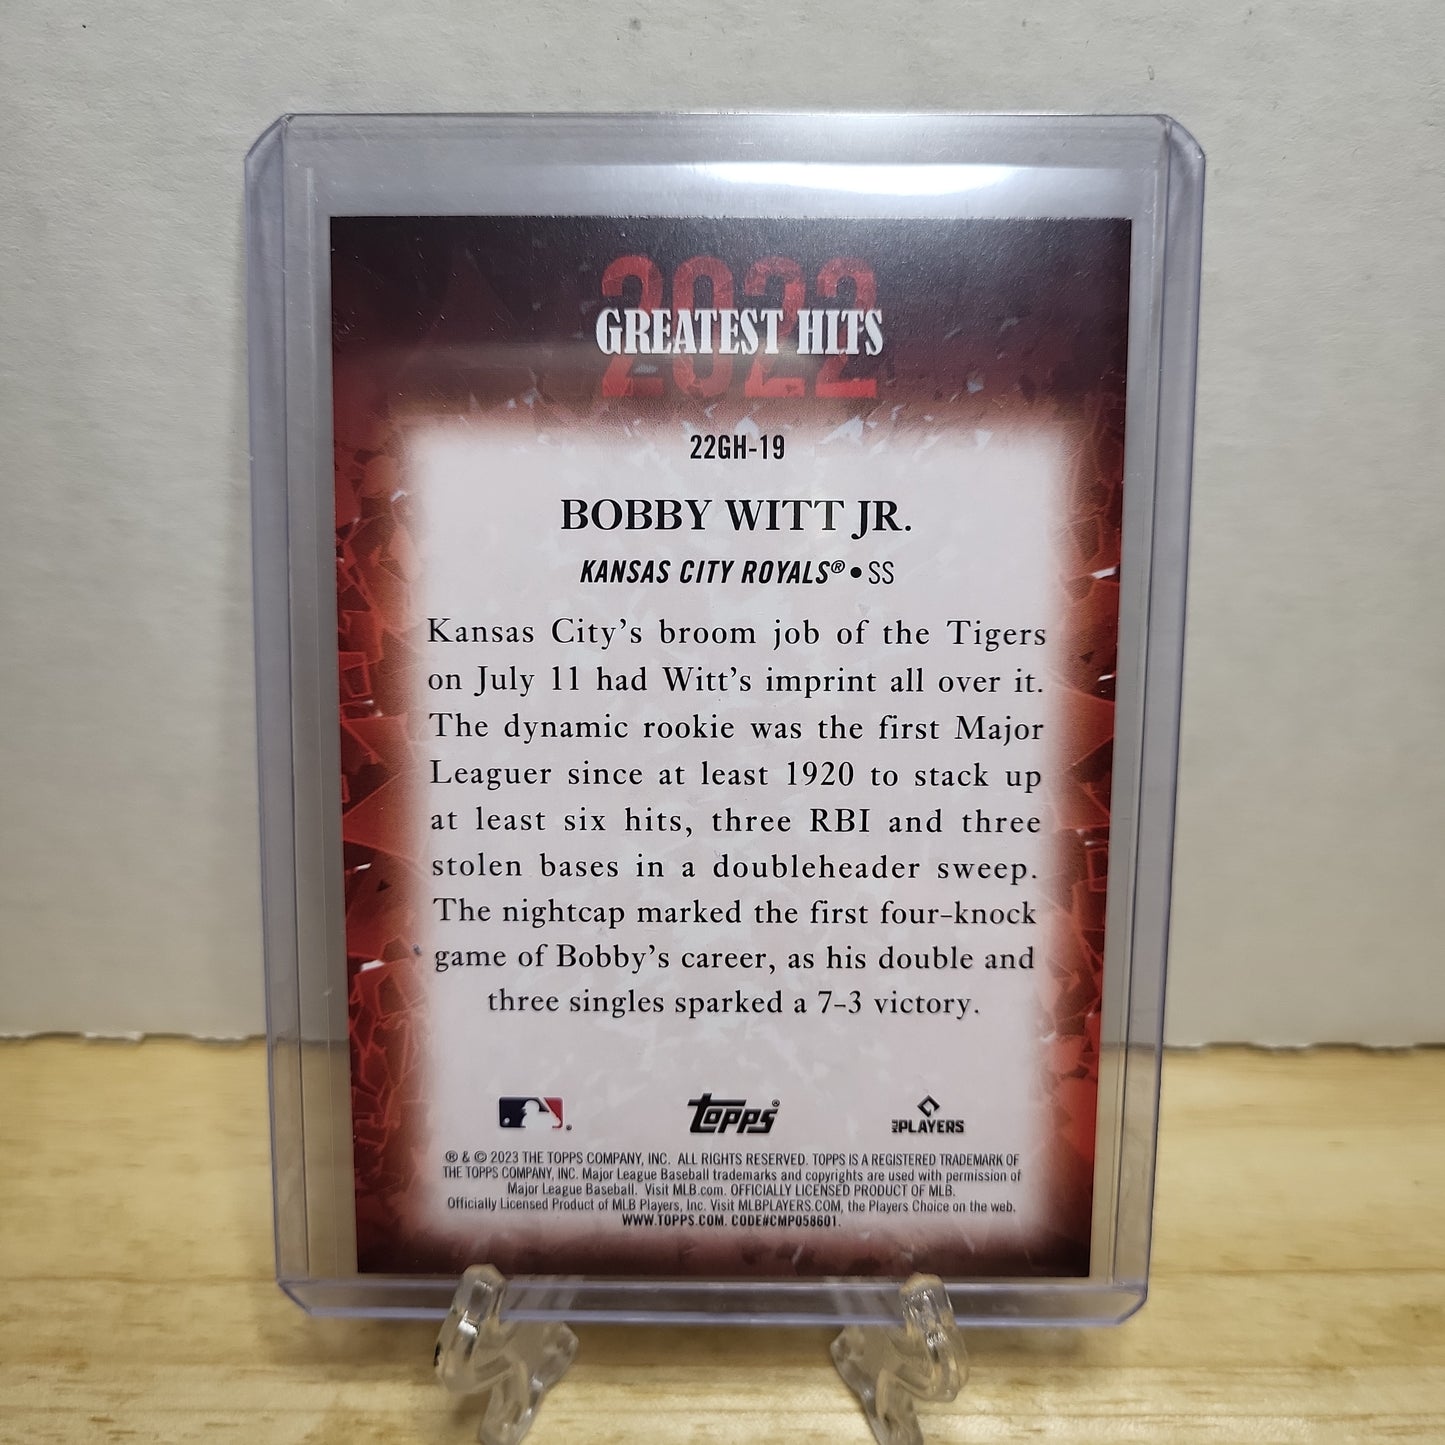 2022
GREATEST HITS
22GH-19
BOBBY WITT JR.
KANSAS CITY ROYALS® • SS
Kansas City's broom job of the Tigers
on July 11 had Witt's imprint all over it.
The dynamic rookie was the first Major
Leaguer since at least 1920 to stack up
at least six hits, three RBI and three
stolen bases in a doubleheader sweep.
The nightcap marked the first four-knock
game of Bobby's career, as his double and
three singles sparked a 7-3 victory.
topps®
MLB PLAYERS
® & © 2023 THE TOPPS COMPANY, INC. ALL RIGHTS RESERVED. TOPPS IS A REGISTERED TRADEMARK OF
THE TOPPS COMPANY, INC. Major League Baseball trademarks and copyrights are used with permission of
Major League Baseball. Visit MLB.com. OFFICIALLY LICENSED PRODUCT OF MLB.
Officially Licensed Product of MLB Players, Inc. Visit MLBPLAYERS.COM, the Players Choice on the web.
WWW.TOPPS.COM. CODE#CMP058601.